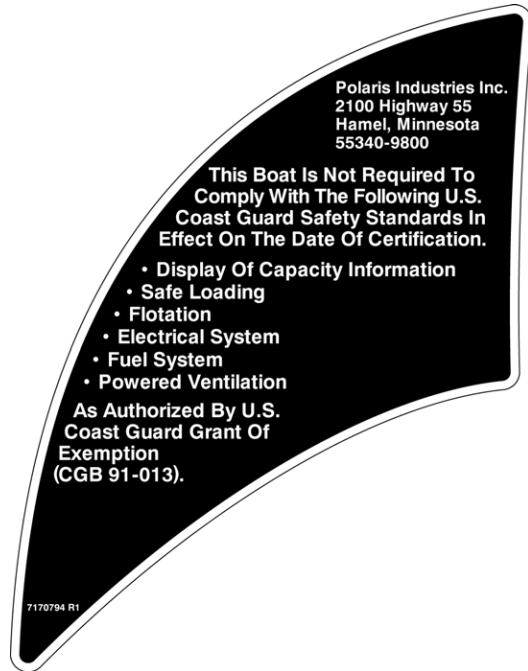 Polaris Industries Inc.
2100 Highway 55
Hamel, Minnesota
55340-9800
This Boat Is Not Required To
Comply With The Following U.S.
Coast Guard Safety Standards In
Effect On The Date Of Certification.
• Display Of Capacity Information
• Safe Loading
• Flotation
• Electrical System
• Fuel System
• Powered Ventilation
As Authorized By U.S.
Coast Guard Grant Of
Exemption
(CGB 91-013).
7170794 R1